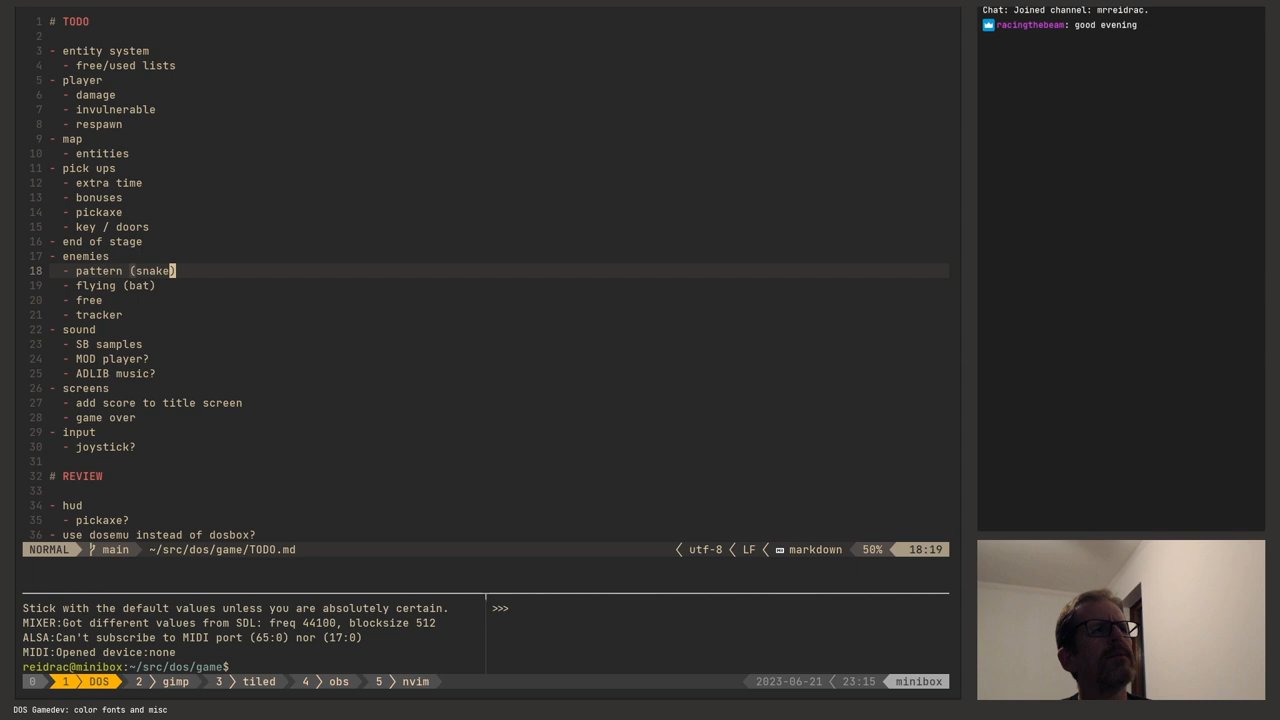 1 # TODO
2
3 - entity system
4 - free/used lists
5 - player
6 - damage
7 - invulnerable
8 - respawn
9 - map
10 - entities
11 - pick ups
12 - extra time
13 - bonuses
14 - pickaxe
15 - key / doors
16 - end of stage
17 - enemies
18 - pattern (snake)
19 - flying (bat)
20 - free
21 - tracker
22 - sound
23 - SB samples
24 - MOD player?
25 - ADLIB music?
26 - screens
27 - add score to title screen
28 - game over
29 - input
30 - joystick?
31
32 # REVIEW
33
34 - hud
35 - pickaxe?
36 - use dosemu instead of dosbox?
NORMAL main ~/src/dos/game/TODO.md utf-8 LF markdown 50% 18:19
Stick with the default values unless you are absolutely certain.
MIXER:Got different values from SDL: freq 44100, blocksize 512
ALSA:Can't subscribe to MIDI port (65:0) nor (17:0)
MIDI:Opened device:none
reidrac@minibox:~/src/dos/game$
>>>
0 1 DOS 2 gimp 3 tiled 4 obs 5 nvim 2023-06-21 23:15 minibox
DOS Gamedev: color fonts and misc
Chat: Joined channel: mrreidrac.
racingthebeam: good evening